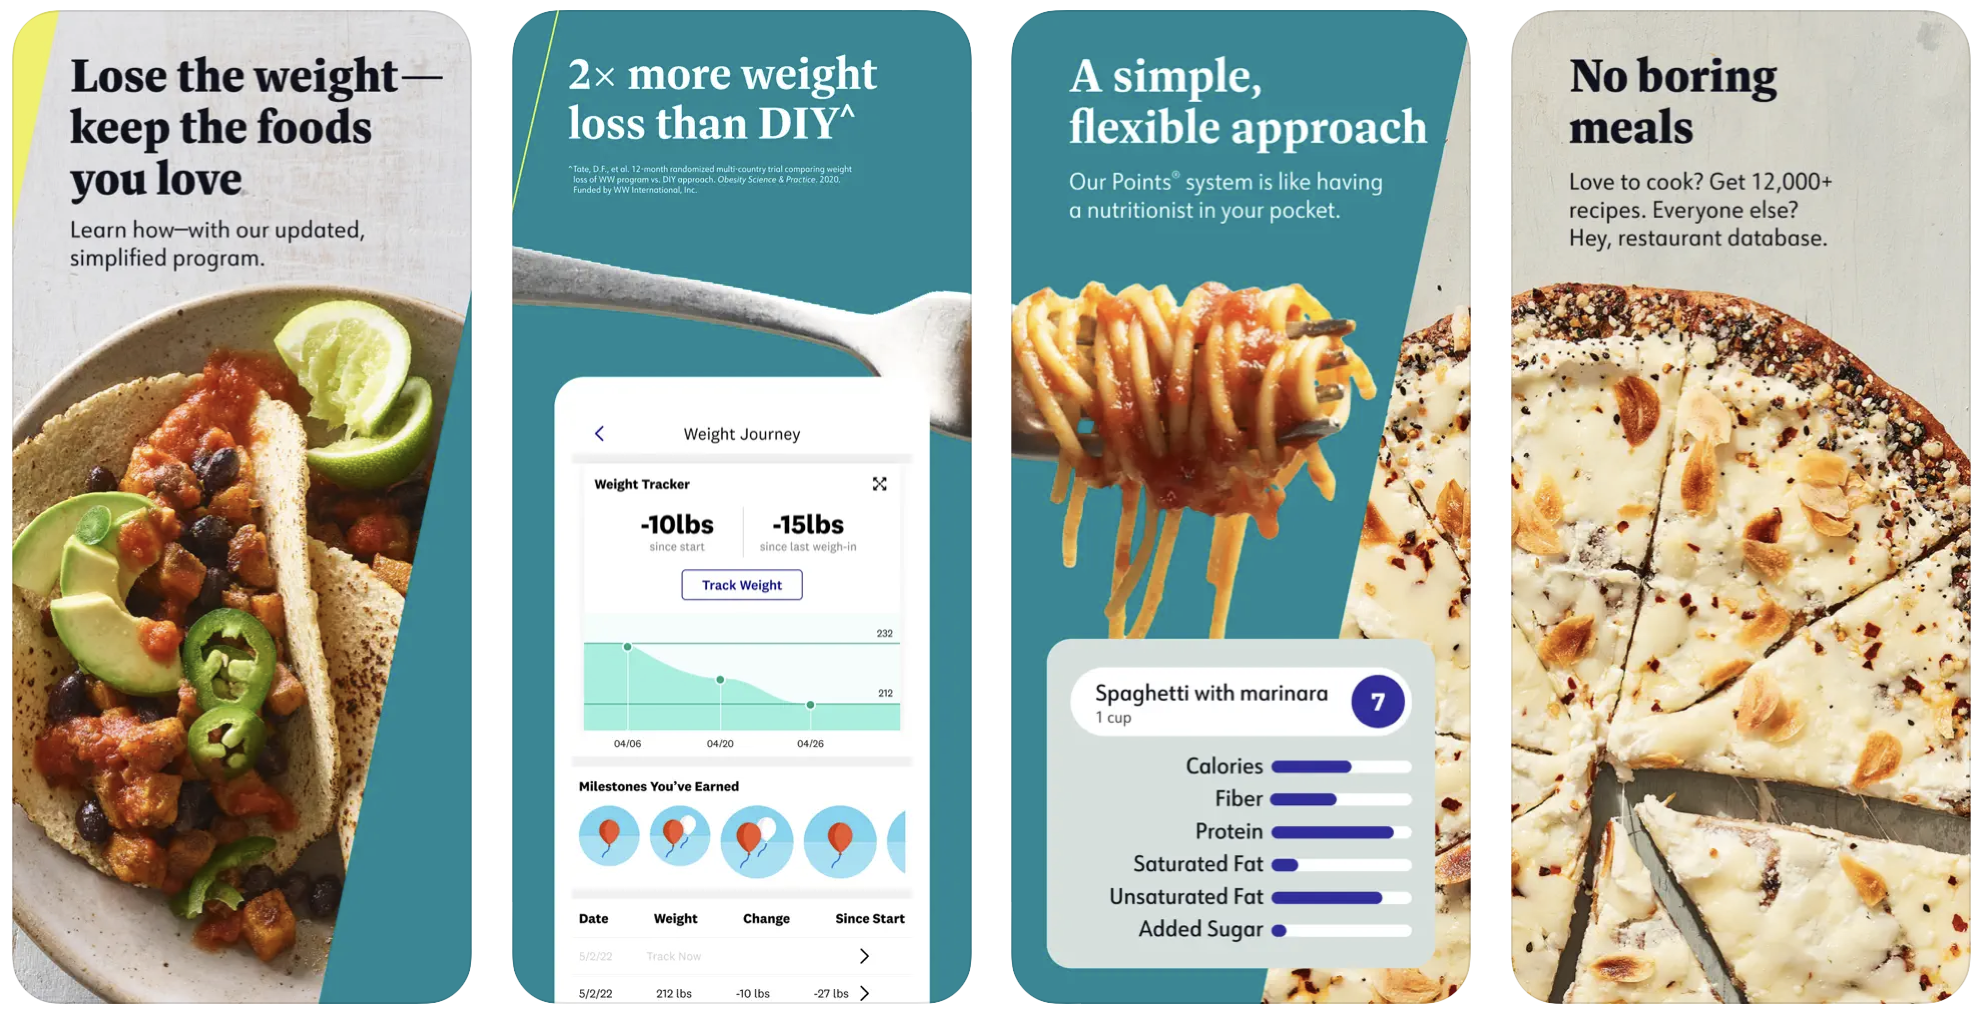 Lose the weight—
keep the foods
you love
Learn how—with our updated,
simplified program.
2× more weight
loss than DIY^
^Tate, D.F., et al. 12-month randomized multi-country trial comparing weight
loss of WW program vs. DIY approach. Obesity Science & Practice. 2020.
Funded by WW International, Inc.
Weight Journey
Weight Tracker
-10lbs
since start
-15lbs
since last weigh-in
Track Weight
232
212
04/06 04/20 04/26
Milestones You’ve Earned
Date Weight Change Since Start
5/2/22 Track Now
5/2/22 212 lbs -10 lbs -27 lbs
A simple,
flexible approach
Our Points® system is like having
a nutritionist in your pocket.
Spaghetti with marinara
1 cup
7
Calories
Fiber
Protein
Saturated Fat
Unsaturated Fat
Added Sugar
No boring
meals
Love to cook? Get 12,000+
recipes. Everyone else?
Hey, restaurant database.